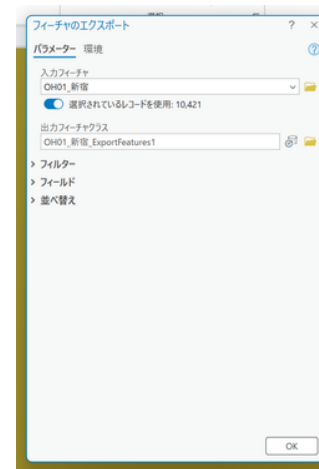 フィーチャのエクスポート ? ×
パラメーター 環境
?
入力フィーチャ
OH01_新宿
選択されているレコードを使用: 10,421
出力フィーチャクラス
OH01_新宿_ExportFeatures1
> フィルター
> フィールド
> 並べ替え
OK